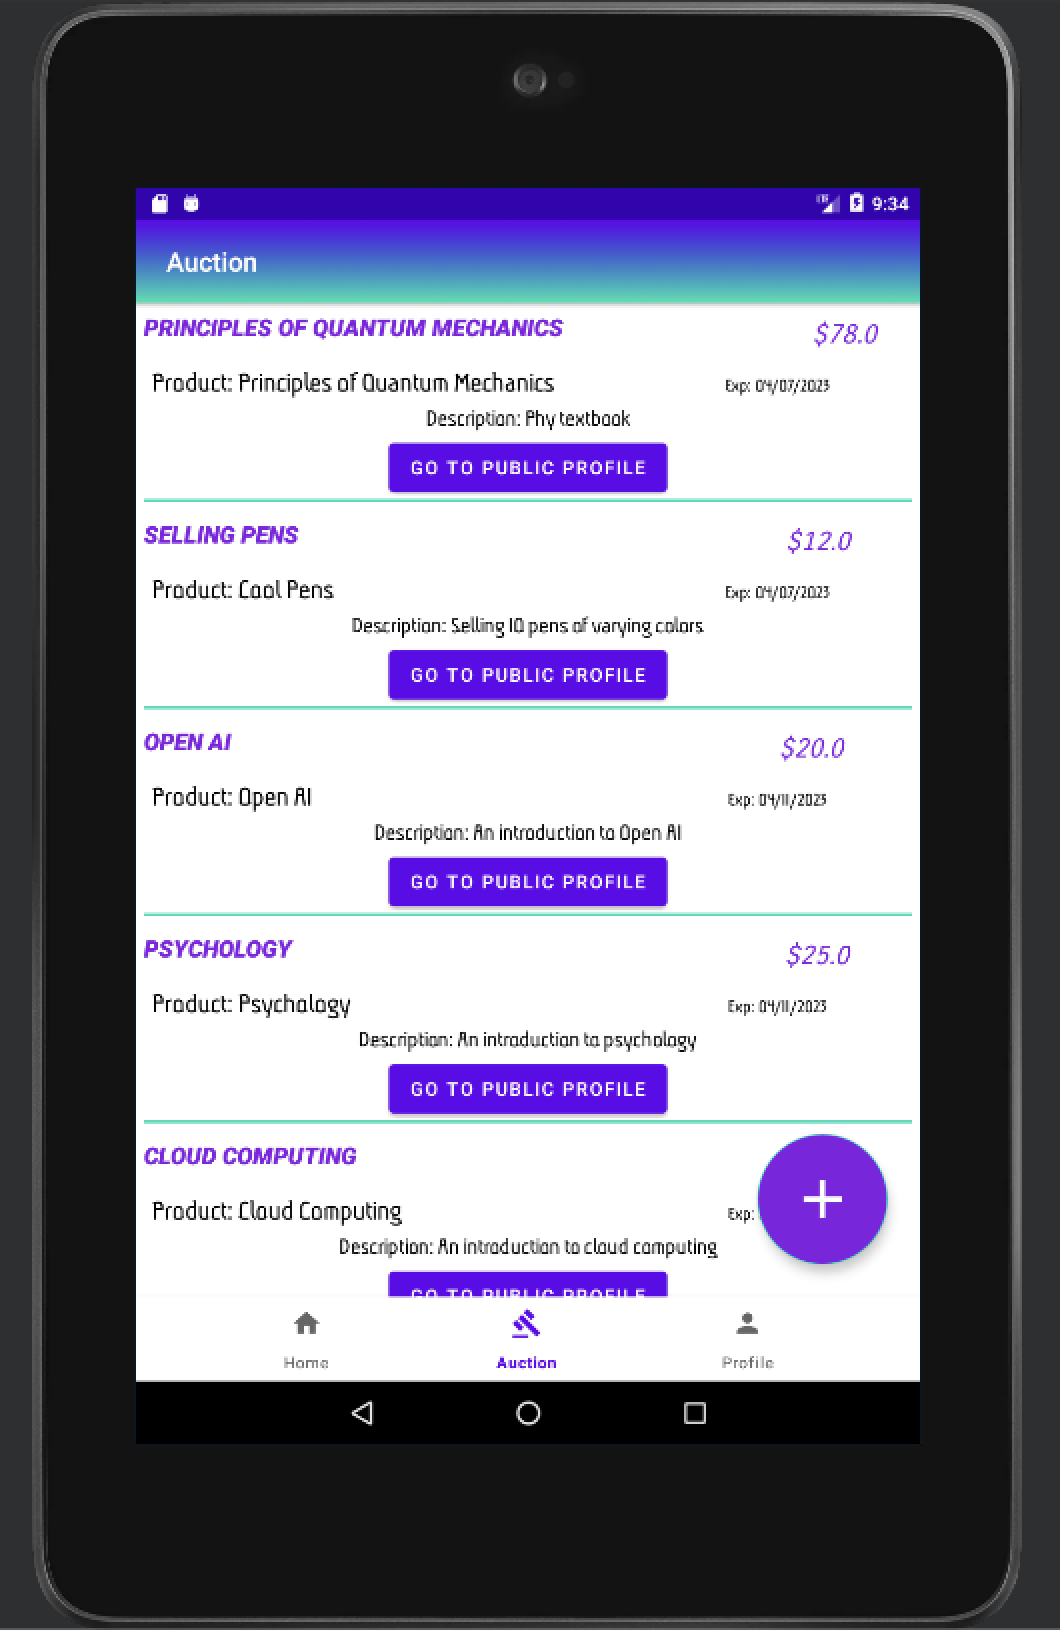 9:34
Auction
PRINCIPLES OF QUANTUM MECHANICS $78.0
Product: Principles of Quantum Mechanics Exp: 04/07/2023
Description: Phy textbook
GO TO PUBLIC PROFILE
SELLING PENS $12.0
Product: Cool Pens Exp: 04/07/2023
Description: Selling 10 pens of varying colors
GO TO PUBLIC PROFILE
OPEN AI $20.0
Product: Open AI Exp: 04/11/2023
Description: An introduction to Open AI
GO TO PUBLIC PROFILE
PSYCHOLOGY $25.0
Product: Psychology Exp: 04/11/2023
Description: An introduction to psychology
GO TO PUBLIC PROFILE
CLOUD COMPUTING
Product: Cloud Computing Exp:
Description: An introduction to cloud computing
GO TO PUBLIC PROFILE
Home Auction Profile